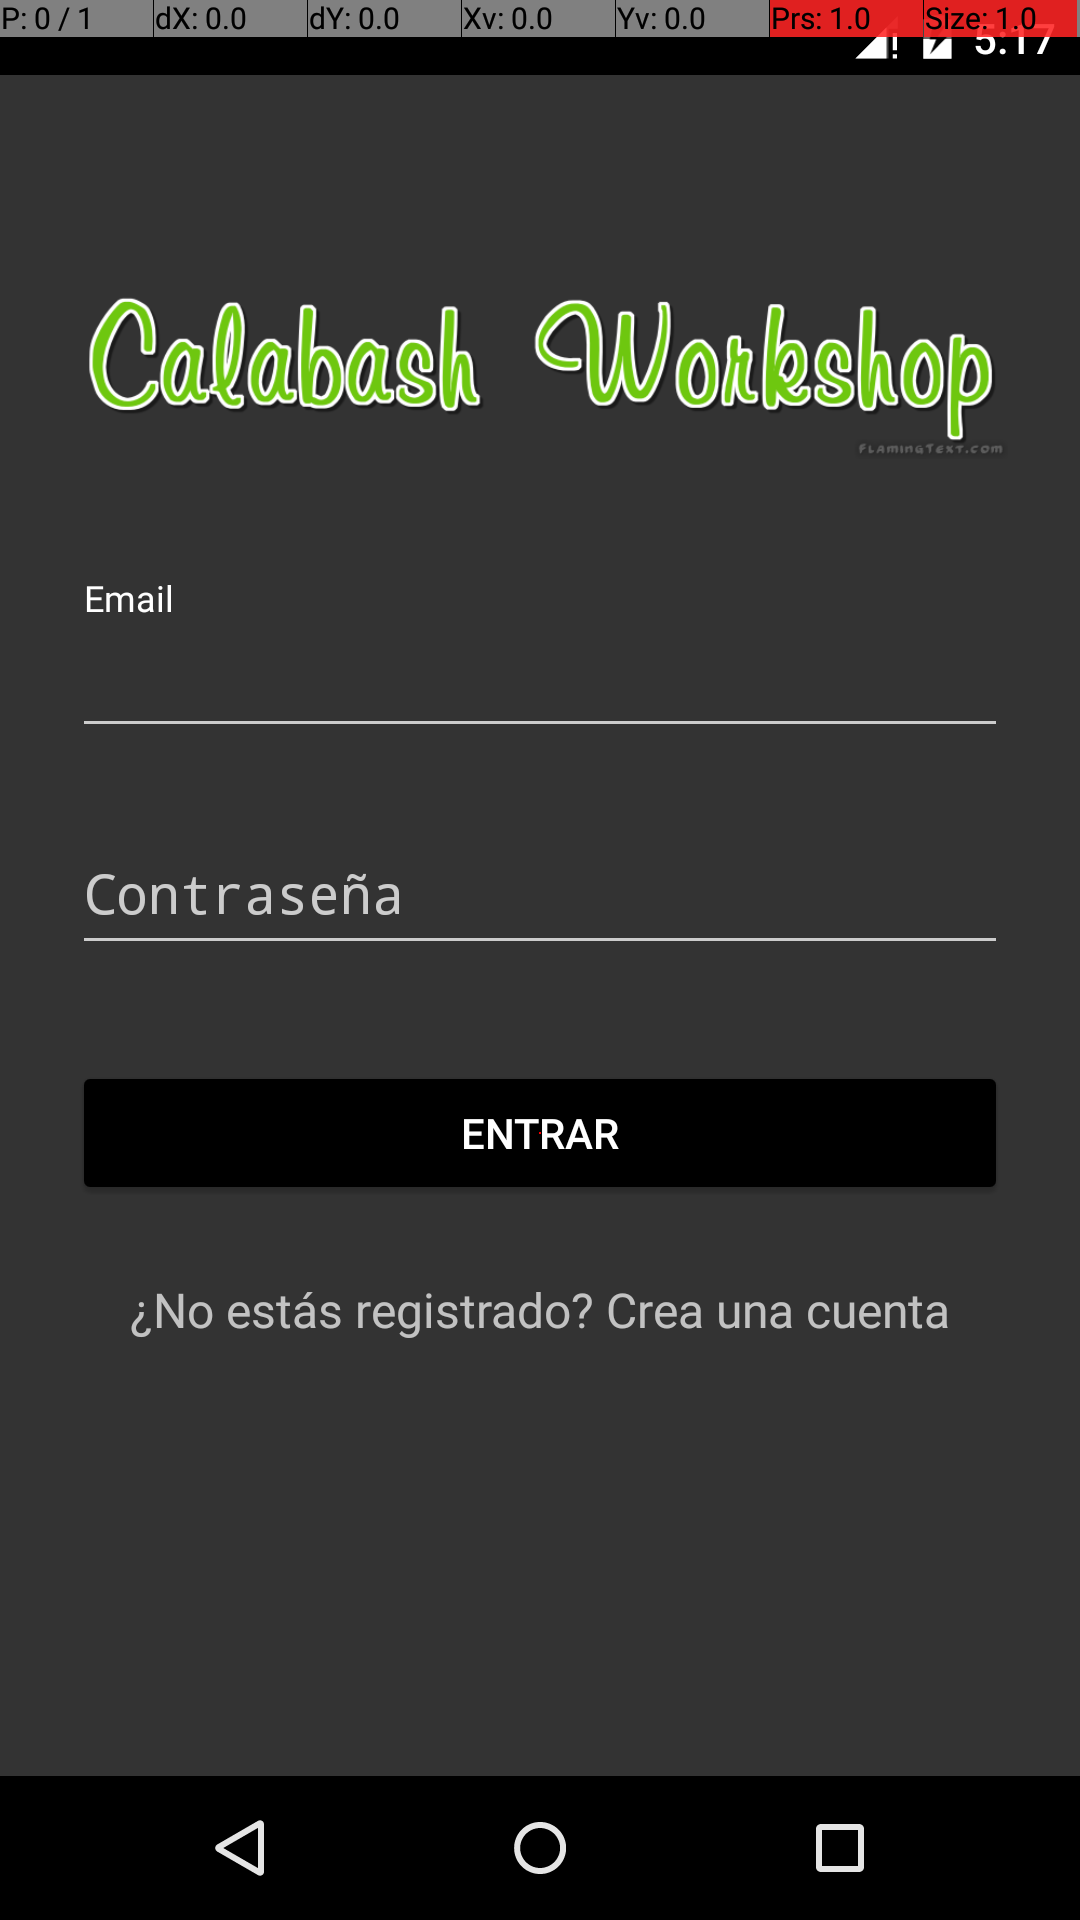 P: 0 / 1 dX: 0.0 dY: 0.0 Xv: 0.0 Yv: 0.0 Prs: 1.0 Size: 1.0
5:17
Calabash Workshop
FlamingText.com
Email
Contraseña
ENTRAR
¿No estás registrado? Crea una cuenta